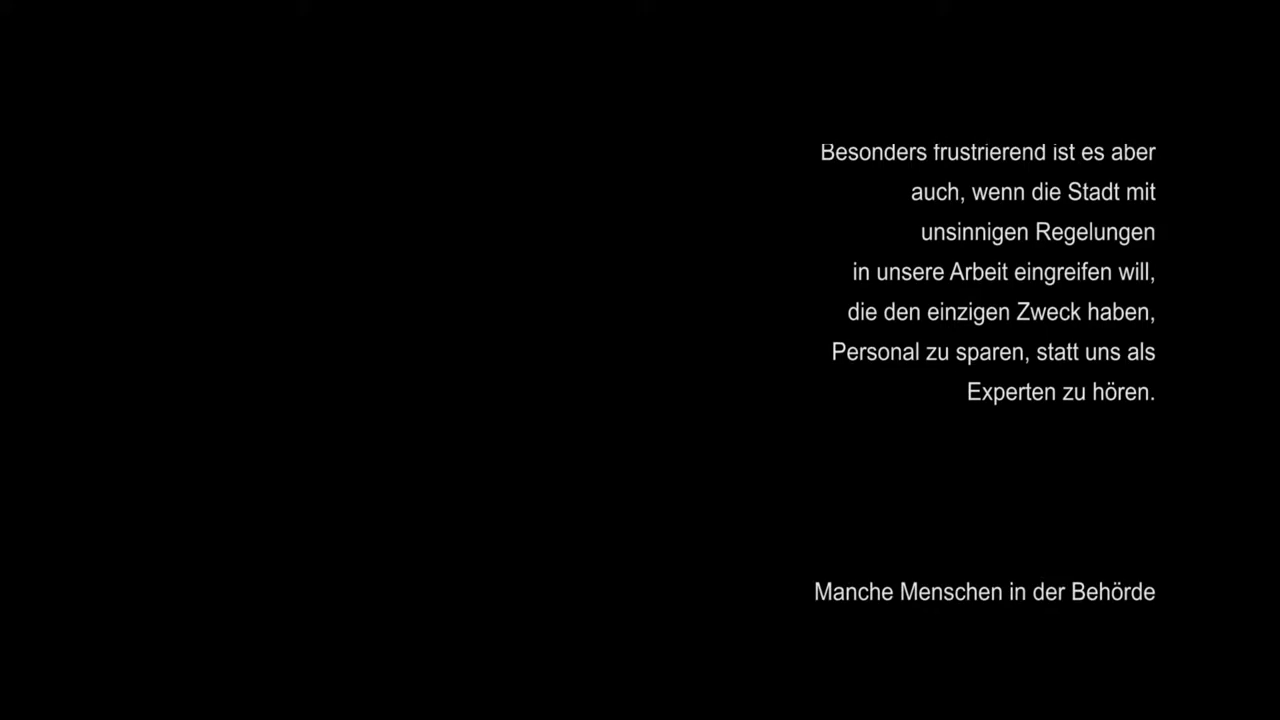 Besonders frustrierend ist es aber
auch, wenn die Stadt mit
unsinnigen Regelungen
in unsere Arbeit eingreifen will,
die den einzigen Zweck haben,
Personal zu sparen, statt uns als
Experten zu hören.
Manche Menschen in der Behörde